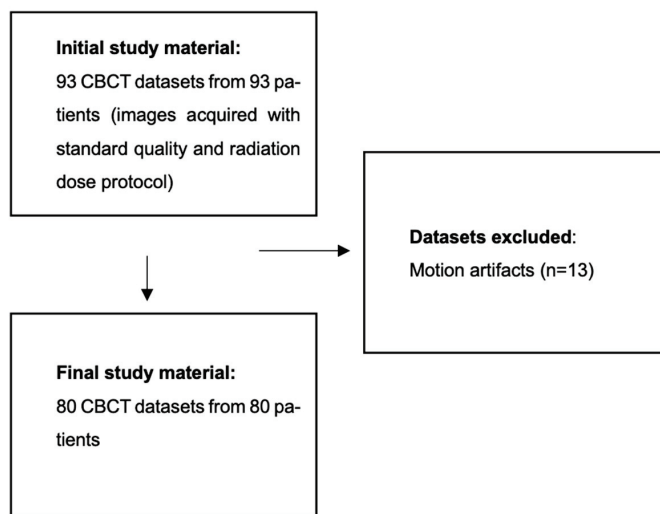 Initial study material:
93 CBCT datasets from 93 pa-
tients (images acquired with
standard quality and radiation
dose protocol)
Datasets excluded:
Motion artifacts (n=13)
Final study material:
80 CBCT datasets from 80 pa-
tients